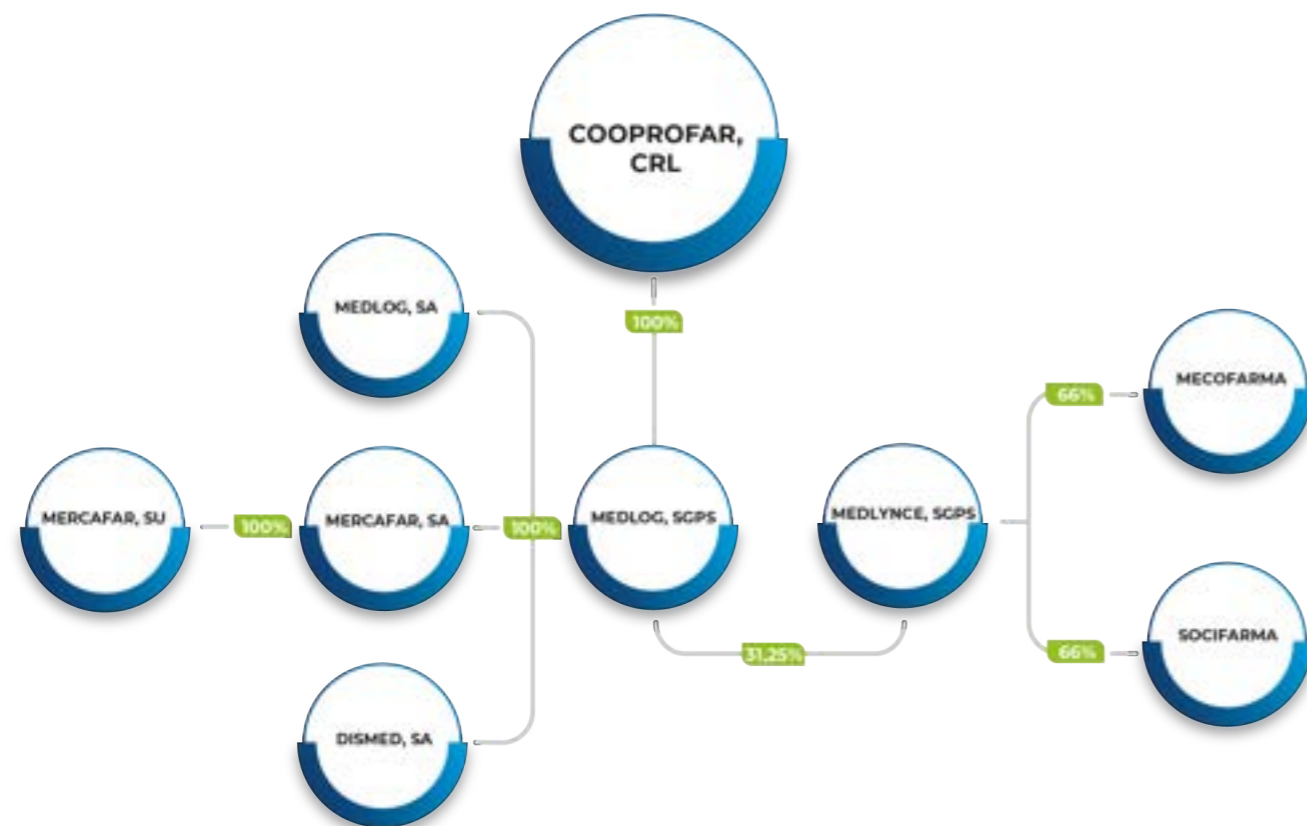 COOPROFAR,
CRL
MEDLOG, SA
100%
MECOFARMA
66%
MERCAFAR, SU
100%
MERCAFAR, SA
100%
MEDLOG, SGPS
MEDLYNCE, SGPS
31,25%
66%
SOCIFARMA
DISMED, SA